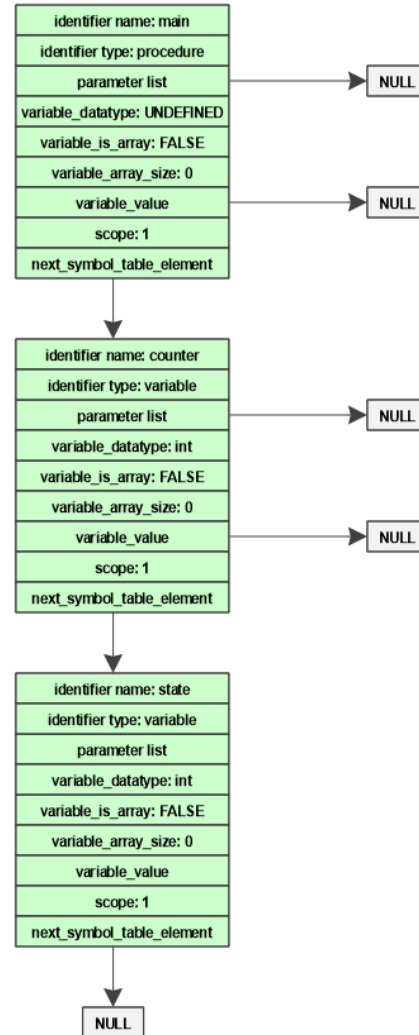 identifier name: main
identifier type: procedure
parameter list
NULL
variable_datatype: UNDEFINED
variable_is_array: FALSE
variable_array_size: 0
variable_value
NULL
scope: 1
next_symbol_table_element
identifier name: counter
identifier type: variable
parameter list
NULL
variable_datatype: int
variable_is_array: FALSE
variable_array_size: 0
variable_value
NULL
scope: 1
next_symbol_table_element
identifier name: state
identifier type: variable
parameter list
variable_datatype: int
variable_is_array: FALSE
variable_array_size: 0
variable_value
scope: 1
next_symbol_table_element
NULL